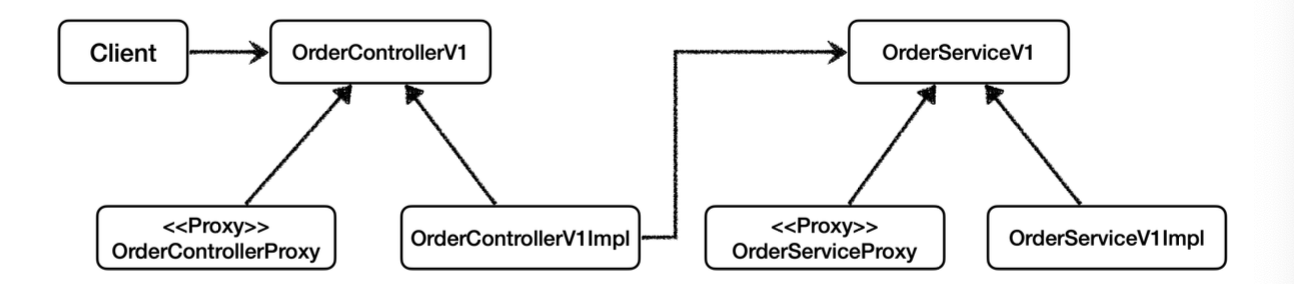 Client
OrderControllerV1
OrderServiceV1
<<Proxy>>
OrderControllerProxy
OrderControllerV1Impl
<<Proxy>>
OrderServiceProxy
OrderServiceV1Impl